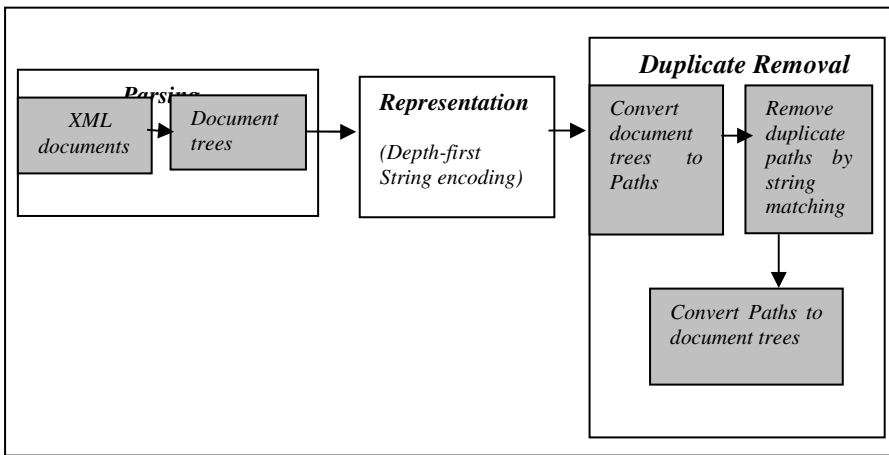 Parsing
XML
documents
Document
trees
Representation
(Depth-first
String encoding)
Duplicate Removal
Convert
document
trees to
Paths
Remove
duplicate
paths by
string
matching
Convert Paths to
document trees